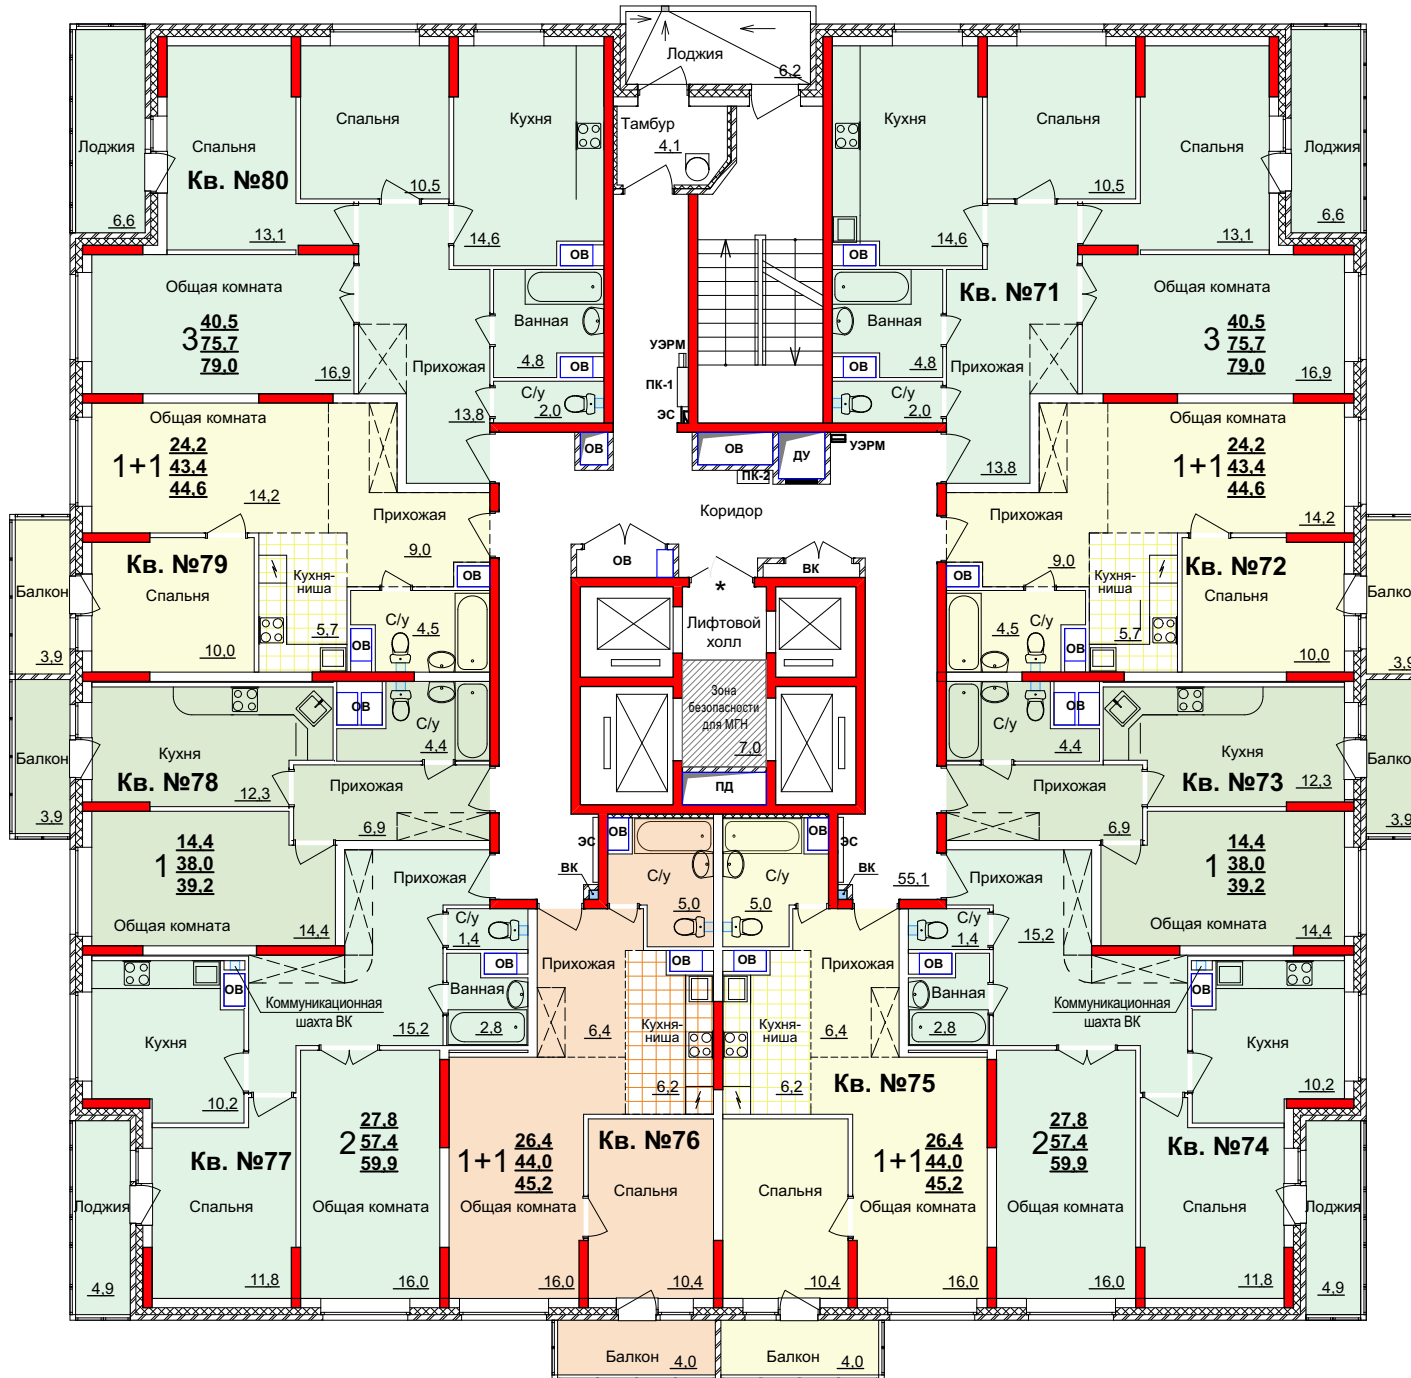 Лоджия
6,2
Тамбур
4,1
Лоджия
6,6
Спальня
Кв. №80
13,1
Спальня
10,5
Кухня
14,6
ОВ
Кухня
14,6
ОВ
Спальня
10,5
Спальня
13,1
Лоджия
6,6
Общая комната
3
40,5
75,7
79,0
16,9
Прихожая
13,8
Ванная
4,8
ОВ
С/у
2,0
УЭРМ
ПК-1
ЭС
Ванная
4,8
ОВ
С/у
2,0
Кв. №71
Прихожая
13,8
Общая комната
3
40,5
75,7
79,0
16,9
Общая комната
1+1
24,2
43,4
44,6
14,2
Прихожая
9,0
ОВ
ОВ
ДУ
УЭРМ
ПК-2
Коридор
Общая комната
1+1
24,2
43,4
44,6
14,2
Прихожая
9,0
Кв. №79
Спальня
10,0
Кухня-
ниша
5,7
ОВ
С/у
4,5
ОВ
Балкон
3,9
ОВ
ВК
*
Лифтовой
холл
Зона
безопасности
для МГН
7,0
ПД
ОВ
С/у
4,5
ОВ
Кухня-
ниша
5,7
Кв. №72
Спальня
10,0
Балко
3,9
Балкон
3,9
Кухня
Кв. №78
12,3
ОВ
С/у
4,4
Прихожая
6,9
1
14,4
38,0
39,2
Общая комната
14,4
С/у
4,4
ОВ
Кухня
Кв. №73
12,3
Прихожая
6,9
1
14,4
38,0
39,2
Общая комната
14,4
Балко
3,9
ЭС
ВК
ОВ
С/у
5,0
ОВ
С/у
5,0
ЭС
ВК
55,1
Прихожая
15,2
С/у
1,4
ОВ
Ванная
2,8
ОВ
Коммуникационная
шахта ВК
Кухня
10,2
Прихожая
6,4
ОВ
Кухня-
ниша
6,2
ОВ
Кухня-
ниша
6,2
Прихожая
6,4
С/у
1,4
ОВ
Ванная
2,8
Прихожая
15,2
Коммуникационная
шахта ВК
ОВ
Кухня
10,2
Кв. №77
Спальня
11,8
Лоджия
4,9
2
27,8
57,4
59,9
Общая комната
16,0
1+1
26,4
44,0
45,2
Общая комната
16,0
Кв. №76
Спальня
10,4
Балкон
4,0
Кв. №75
Спальня
10,4
1+1
26,4
44,0
45,2
Общая комната
16,0
Балкон
4,0
2
27,8
57,4
59,9
Общая комната
16,0
Кв. №74
Спальня
11,8
Лоджия
4,9